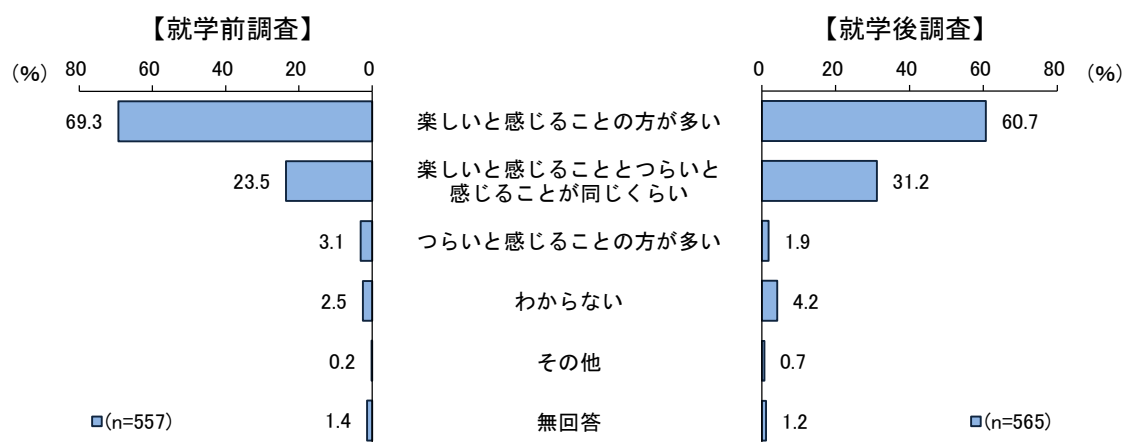 【就学前調査】
【就学後調査】
(%) 80 60 40 20 0
0 20 40 60 80 (%)
69.3 楽しいと感じることの方が多い 60.7
23.5 楽しいと感じることとつらいと 31.2
感じることが同じくらい
3.1 つらいと感じることの方が多い 1.9
2.5 わからない 4.2
0.2 その他 0.7
1.4 無回答 1.2
(n=557)
(n=565)